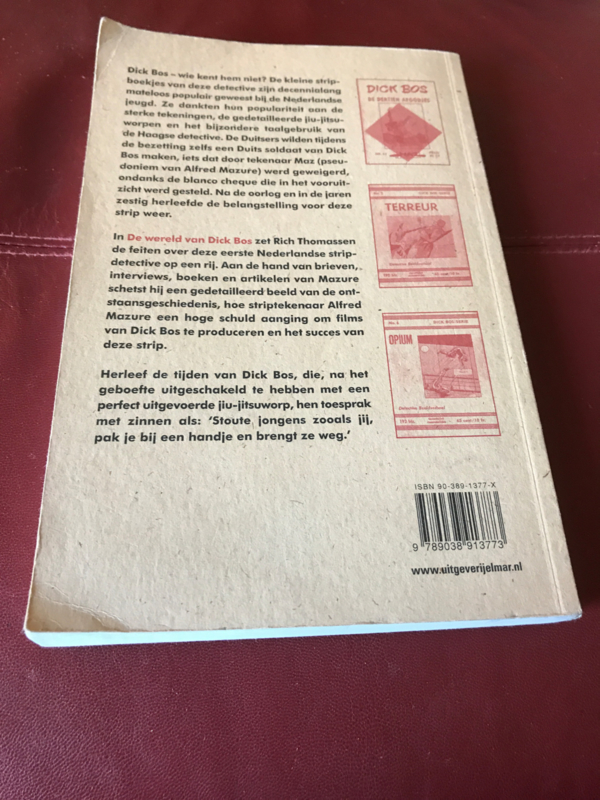 Dick Bos – wie kent hem niet? De kleine strip-
boekjes van deze detective zijn decennialang
mateloos populair geweest bij de Nederlandse
jeugd. Ze dankten hun populariteit aan de
sterke tekeningen, de gedetailleerde jiu-jitsu-
worpen en het bijzondere taalgebruik van
de Haagse detective. De Duitsers wilden tijdens
de bezetting zelfs een Duits soldaat van Dick
Bos maken, iets dat door tekenaar Maz (pseu-
doniem van Alfred Mazure) werd geweigerd,
ondanks de blanco cheque die in het vooruit-
zicht werd gesteld. Na de oorlog en in de jaren
zestig herleefde de belangstelling voor deze
strip weer.
In De wereld van Dick Bos zet Rich Thomassen
de feiten over deze eerste Nederlandse strip-
detective op een rij. Aan de hand van brieven,
interviews, boeken en artikelen van Mazure
schetst hij een gedetailleerd beeld van de ont-
staansgeschiedenis, hoe striptekenaar Alfred
Mazure een hoge schuld aanging om films
van Dick Bos te produceren en het succes van
deze strip.
Herleef de tijden van Dick Bos, die, na het
geboefte uitgeschakeld te hebben met een
perfect uitgevoerde jiu-jitsuworp, hen toesprak
met zinnen als: 'Stoute jongens zooals jij,
pak je bij een handje en brengt ze weg.'
DICK BOS
TERREUR
OPIUM
ISBN 90-389-1377-X
9 789038 913773
www.uitgeverijelmar.nl